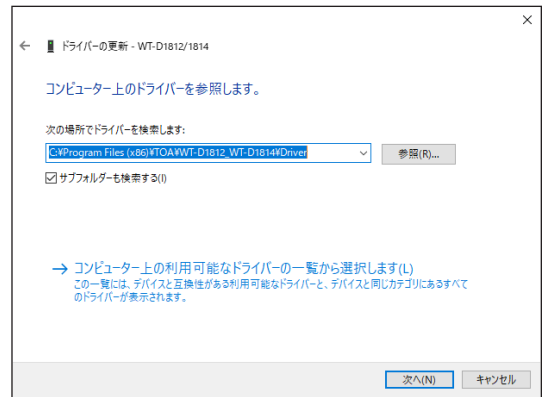 ドライバーの更新 - WT-D1812/1814
コンピューター上のドライバーを参照します。
次の場所でドライバーを検索します:
C:¥Program Files (x86)¥TOA¥WT-D1812_WT-D1814¥Driver
参照(R)...
サブフォルダーも検索する(I)
コンピューター上の利用可能なドライバーの一覧から選択します(L)
この一覧には、デバイスと互換性がある利用可能なドライバーと、デバイスと同じカテゴリにあるすべて
のドライバーが表示されます。
次へ(N)
キャンセル